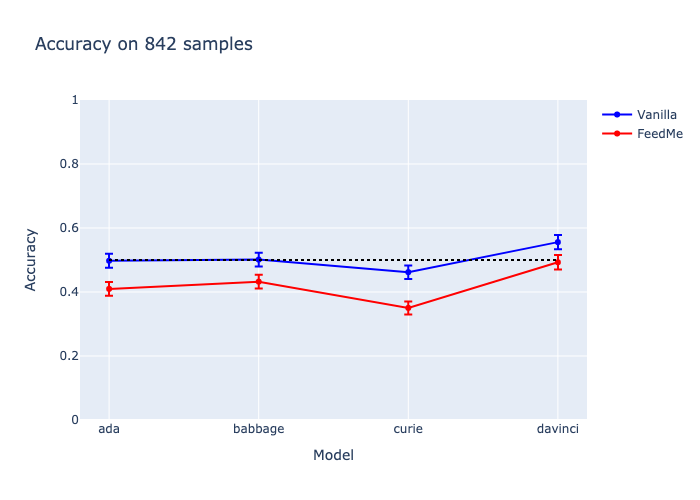 Accuracy on 842 samples
1
0.8
0.6
0.4
0.2
0
Accuracy
ada
babbage
curie
davinci
Model
Vanilla
FeedMe